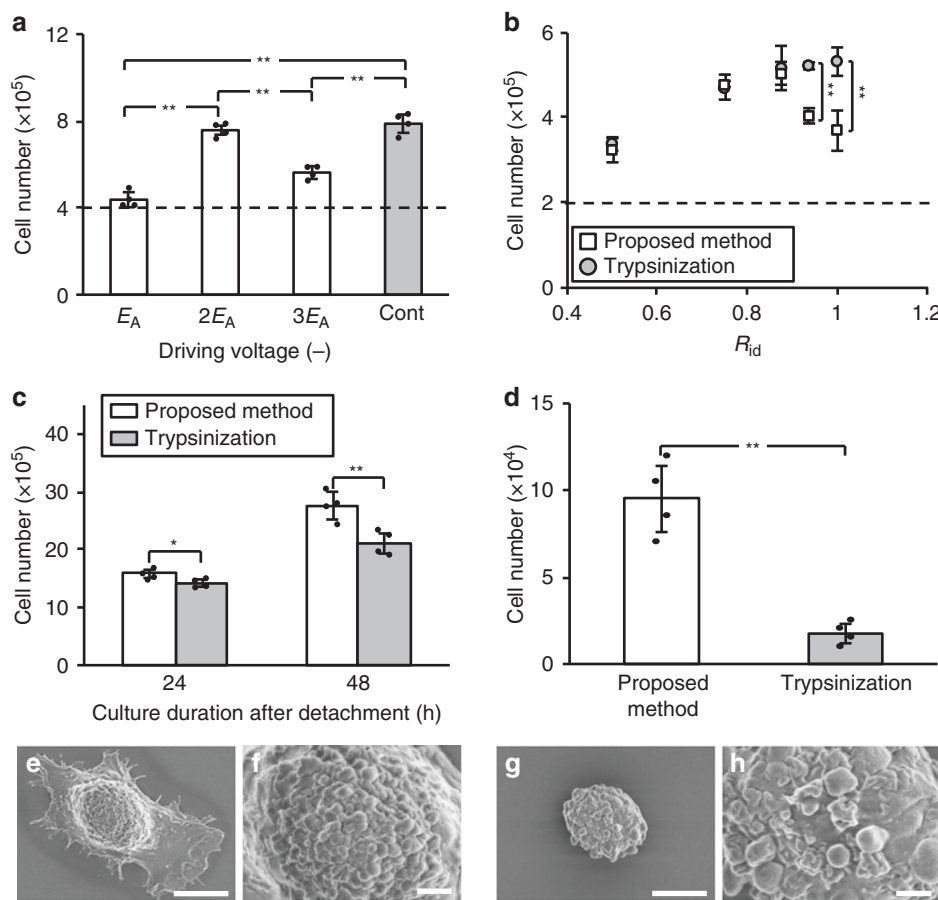 a
Cell number (×10⁵)
12
8
4
0
**
**
**
**
E_A
2E_A
3E_A
Cont
Driving voltage (–)
b
Cell number (×10⁵)
6
4
2
0
**
**
Proposed method
Trypsinization
0.4
0.6
0.8
1
1.2
R_id
c
Cell number (×10⁵)
40
30
20
10
0
Proposed method
Trypsinization
*
**
24
48
Culture duration after detachment (h)
d
Cell number (×10⁴)
15
10
5
0
**
Proposed
method
Trypsinization
e
f
g
h